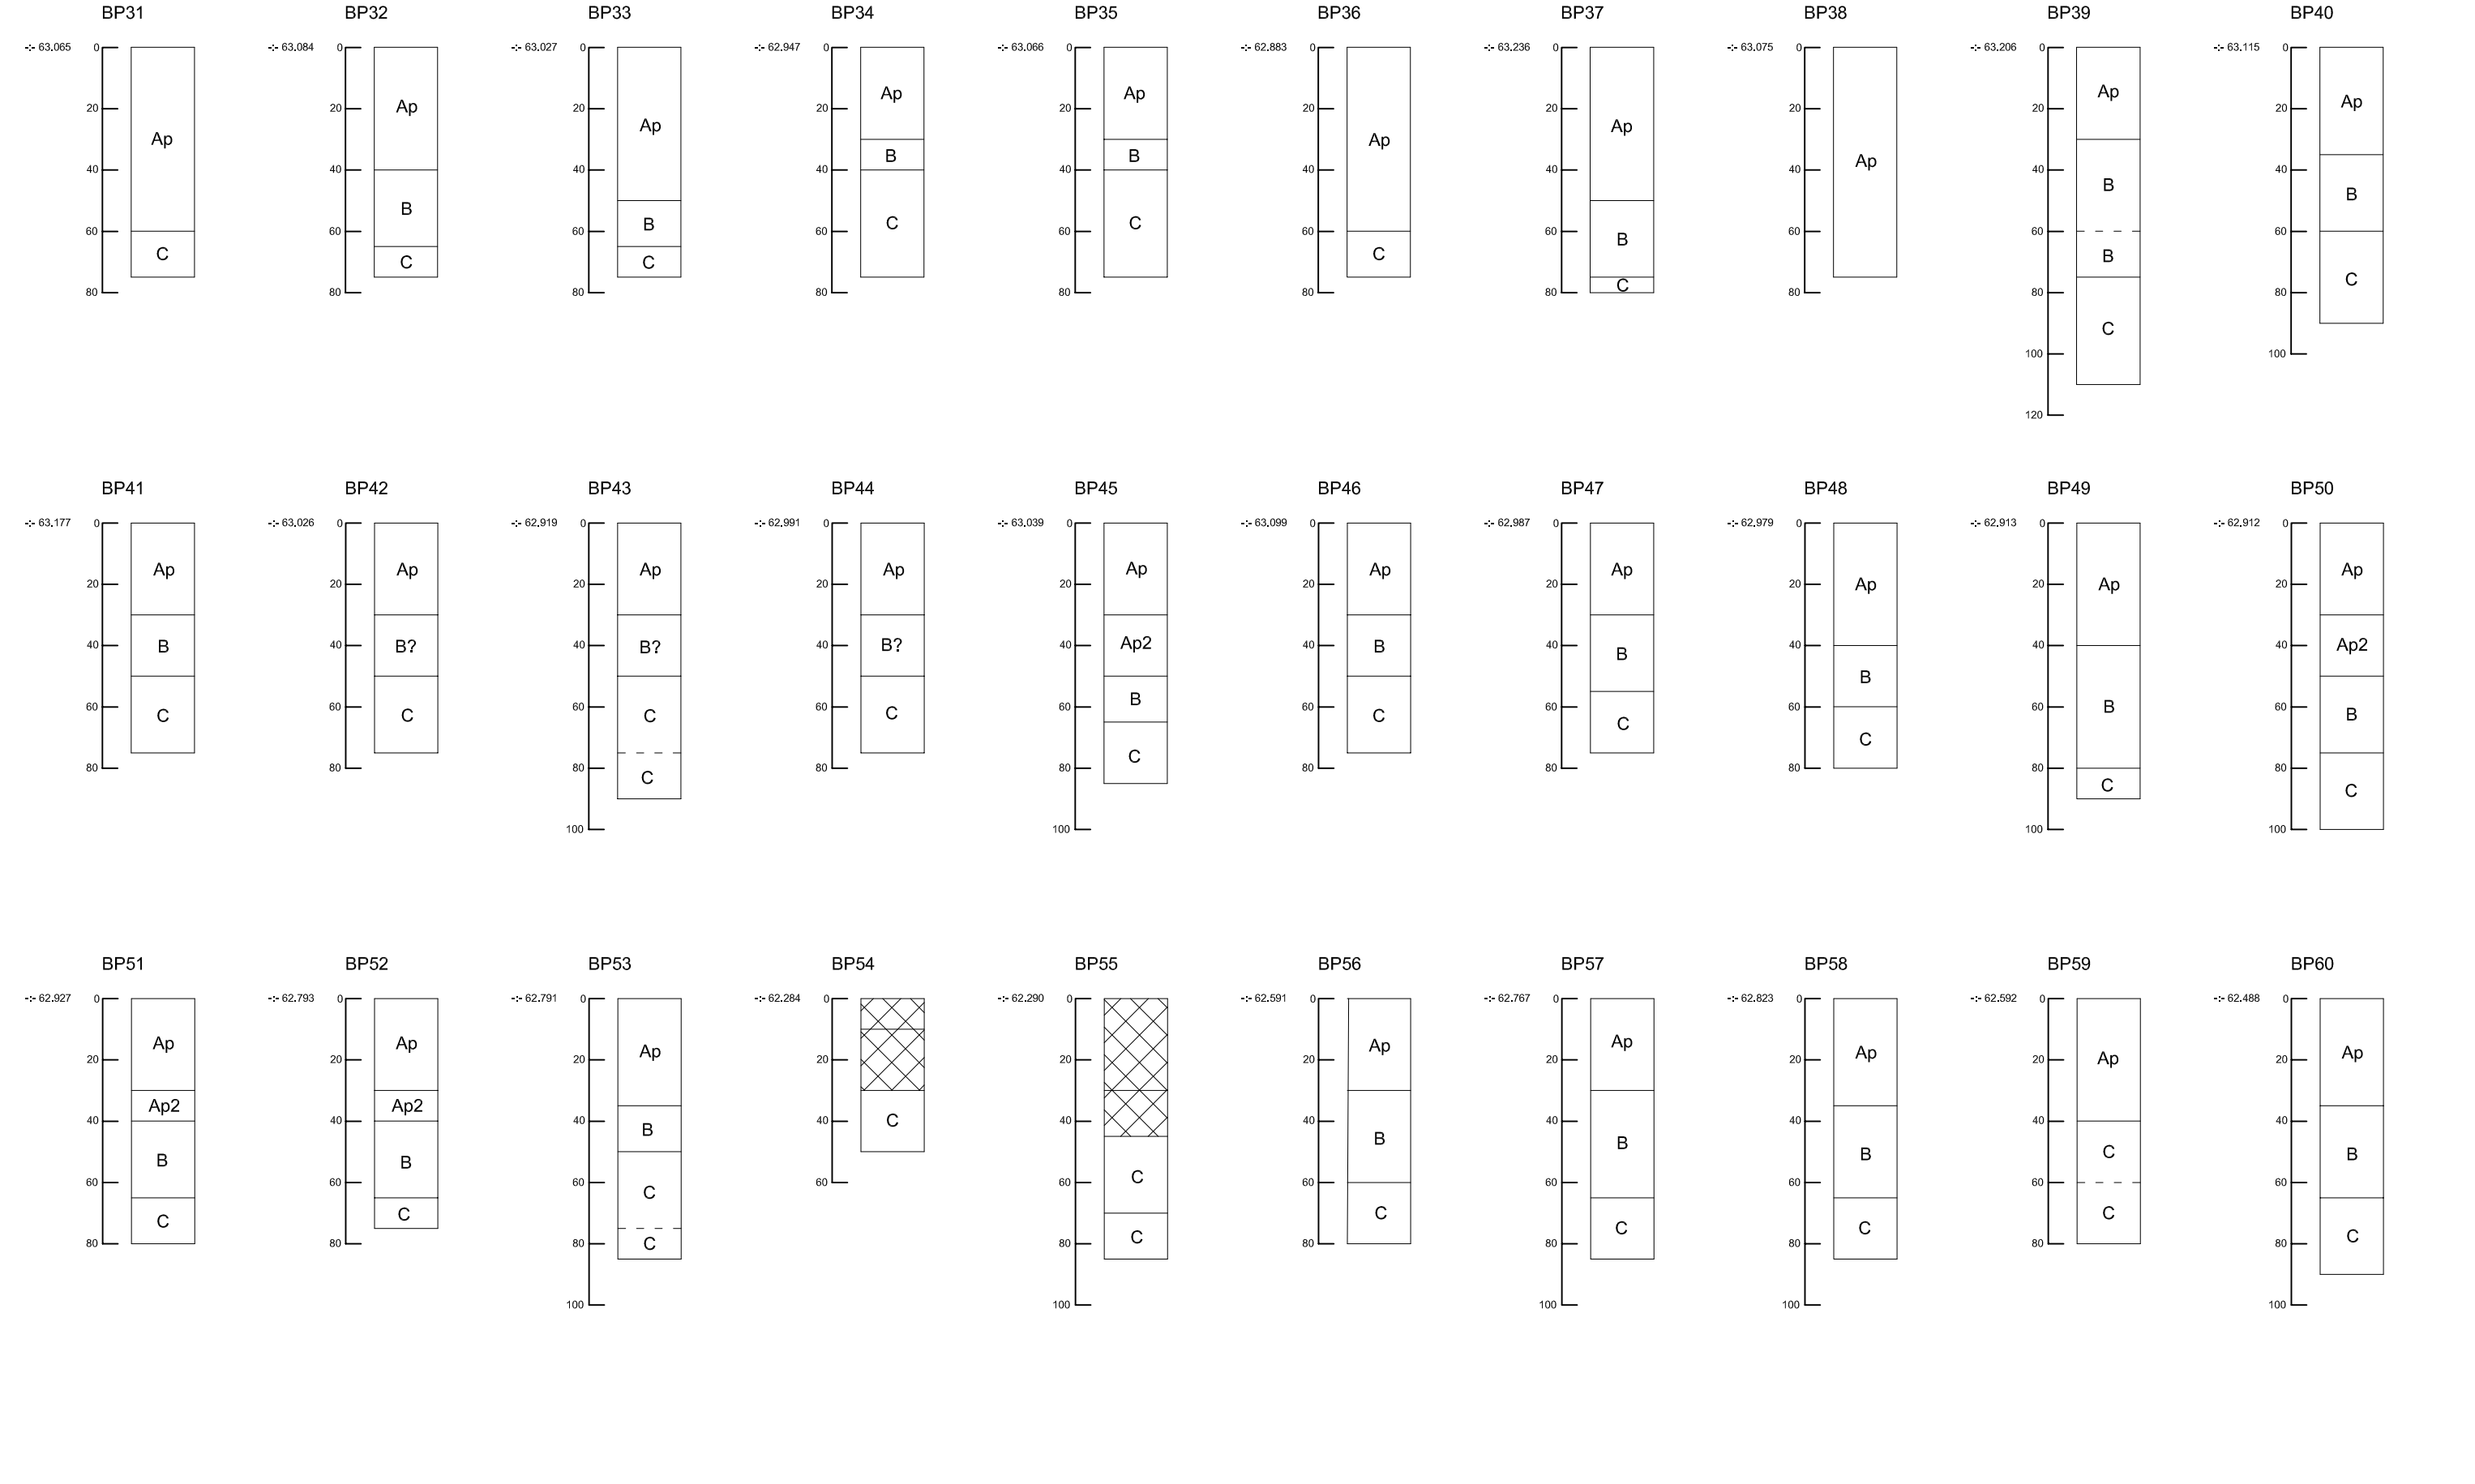 BP31 BP32 BP33 BP34 BP35 BP36 BP37 BP38 BP39 BP40
-:- 63.065 0 -:- 63.084 0 -:- 63.027 0 -:- 62.947 0 -:- 63.066 0 -:- 62.883 0 -:- 63.236 0 -:- 63.075 0 -:- 63.206 0 -:- 63.115 0
Ap Ap Ap Ap
20 20 20 20 20 20 20 20 20 20
Ap Ap Ap Ap Ap Ap
B B
40 40 40 40 40 40 40 40 40 40
B B B
B C C B
60 60 60 60 60 60 60 60 60 60
C C C C B C
80 80 80 80 80 80 C 80 80 80 80
C
100 100
120
BP41 BP42 BP43 BP44 BP45 BP46 BP47 BP48 BP49 BP50
-:- 63.177 0 -:- 63.026 0 -:- 62.919 0 -:- 62.991 0 -:- 63.039 0 -:- 63.099 0 -:- 62.987 0 -:- 62.979 0 -:- 62.913 0 -:- 62.912 0
Ap Ap Ap Ap Ap Ap Ap Ap Ap Ap
20 20 20 20 20 20 20 20 20 20
B B? B? B? Ap2 B B Ap2
40 40 40 40 40 40 40 40 40 40
B B
60 60 60 60 60 60 60 60 60 60
C C C C B C C C B B
80 80 80 80 80 80 80 80 80 80
C C C C
100 100 100 100
BP51 BP52 BP53 BP54 BP55 BP56 BP57 BP58 BP59 BP60
-:- 62.927 0 -:- 62.793 0 -:- 62.791 0 -:- 62.284 0 -:- 62.290 0 -:- 62.591 0 -:- 62.767 0 -:- 62.823 0 -:- 62.592 0 -:- 62.488 0
Ap Ap Ap Ap Ap Ap Ap Ap
20 20 20 20 20 20 20 20 20 20
Ap2 Ap2
40 40 40 40 40 40 40 40 40 40
B B B C B B B C B
60 60 60 60 60 60 60 60 60 60
C C C C C C C C C
80 80 80 80 80 80 80 80 80
C C
100 100 100 100 100